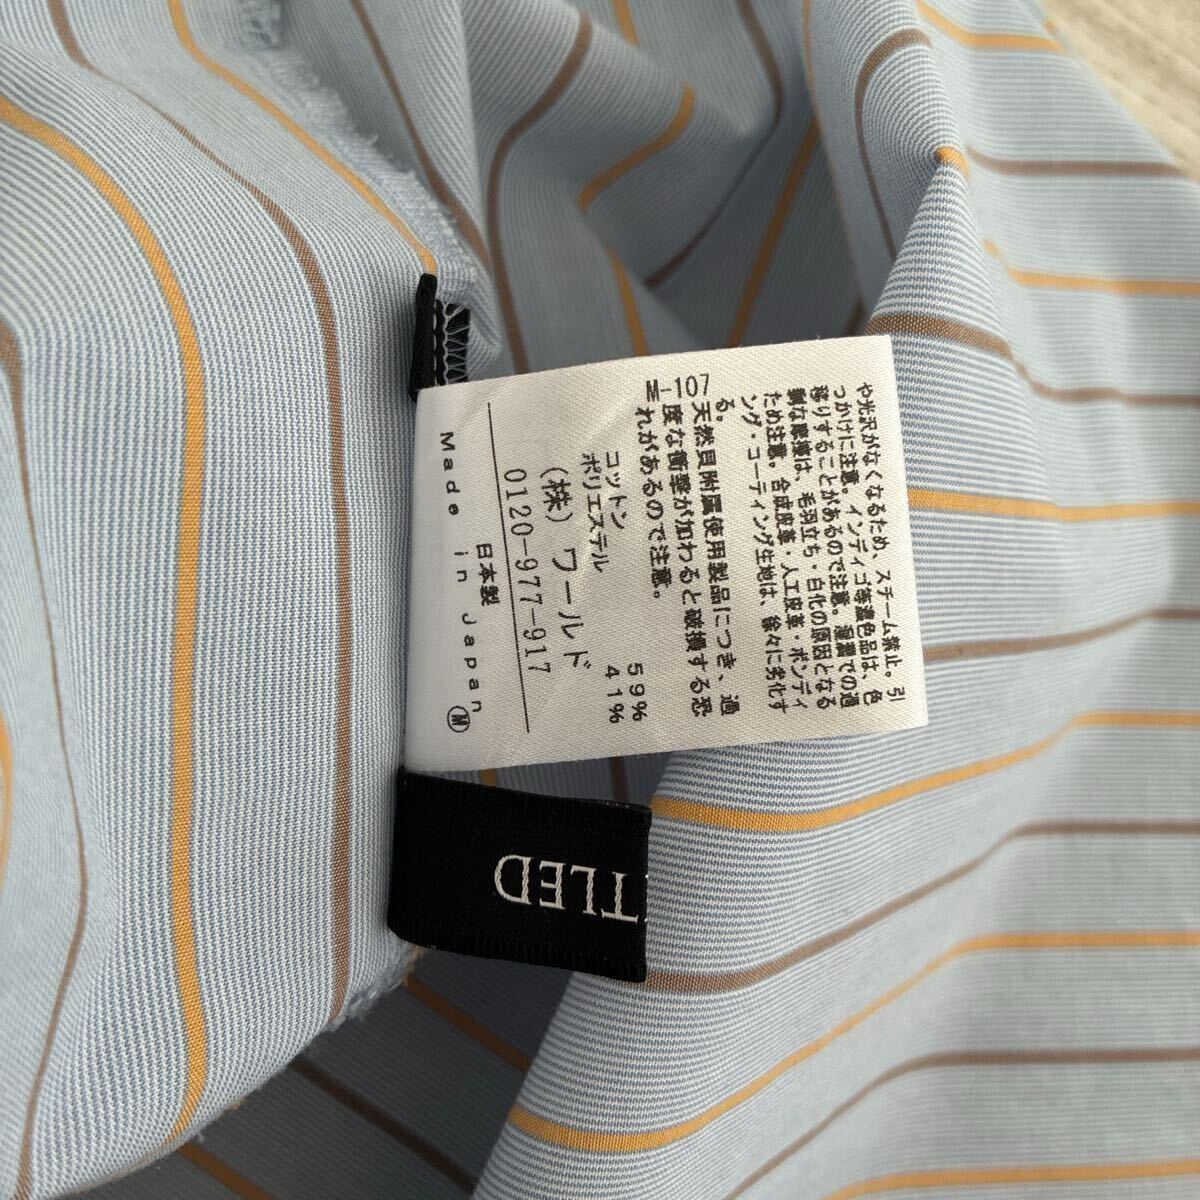 や光沢がなくなるため、スチーム禁止。引
っかけに注意。インディゴ等濃色品は、色
移りすることがあるので注意。湿潤での過
酷な摩擦は、毛羽立ち・白化の原因となる
ため注意。合成皮革・人工皮革・ボンディ
ング・コーティング生地は、徐々に劣化す
る。
M-107
天然貝附属使用製品につき、過
度な衝撃が加わると破損する恐
れがあるので注意。
コットン 59%
ポリエステル 41%
(株) ワールド
0120-977-917
日本製
Made in Japan
M
TLED